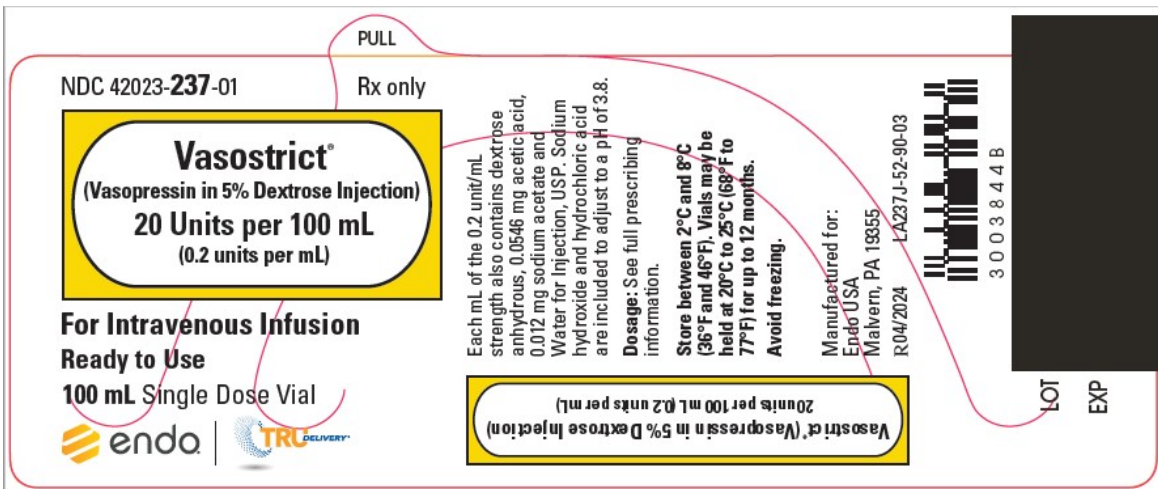 PULL
NDC 42023-237-01
Rx only
Vasostrict®
(Vasopressin in 5% Dextrose Injection)
20 Units per 100 mL
(0.2 units per mL)
For Intravenous Infusion
Ready to Use
100 mL Single Dose Vial
endo
TRUDELIVERY™
Each mL of the 0.2 unit/mL
strength also contains dextrose
anhydrous, 0.0546 mg acetic acid,
0.012 mg sodium acetate and
Water for Injection, USP. Sodium
hydroxide and hydrochloric acid
are included to adjust to a pH of 3.8.
Dosage: See full prescribing
information.
Store between 2°C and 8°C
(36°F and 46°F). Vials may be
held at 20°C to 25°C (68°F to
77°F) for up to 12 months.
Avoid freezing.
Manufactured for:
Endo USA
Malvern, PA 19355
R04/2024 LA237J-52-90-03
3003844B
Vasostrict® (Vasopressin in 5% Dextrose Injection)
20 units per 100 mL (0.2 units per mL)
LOT
EXP